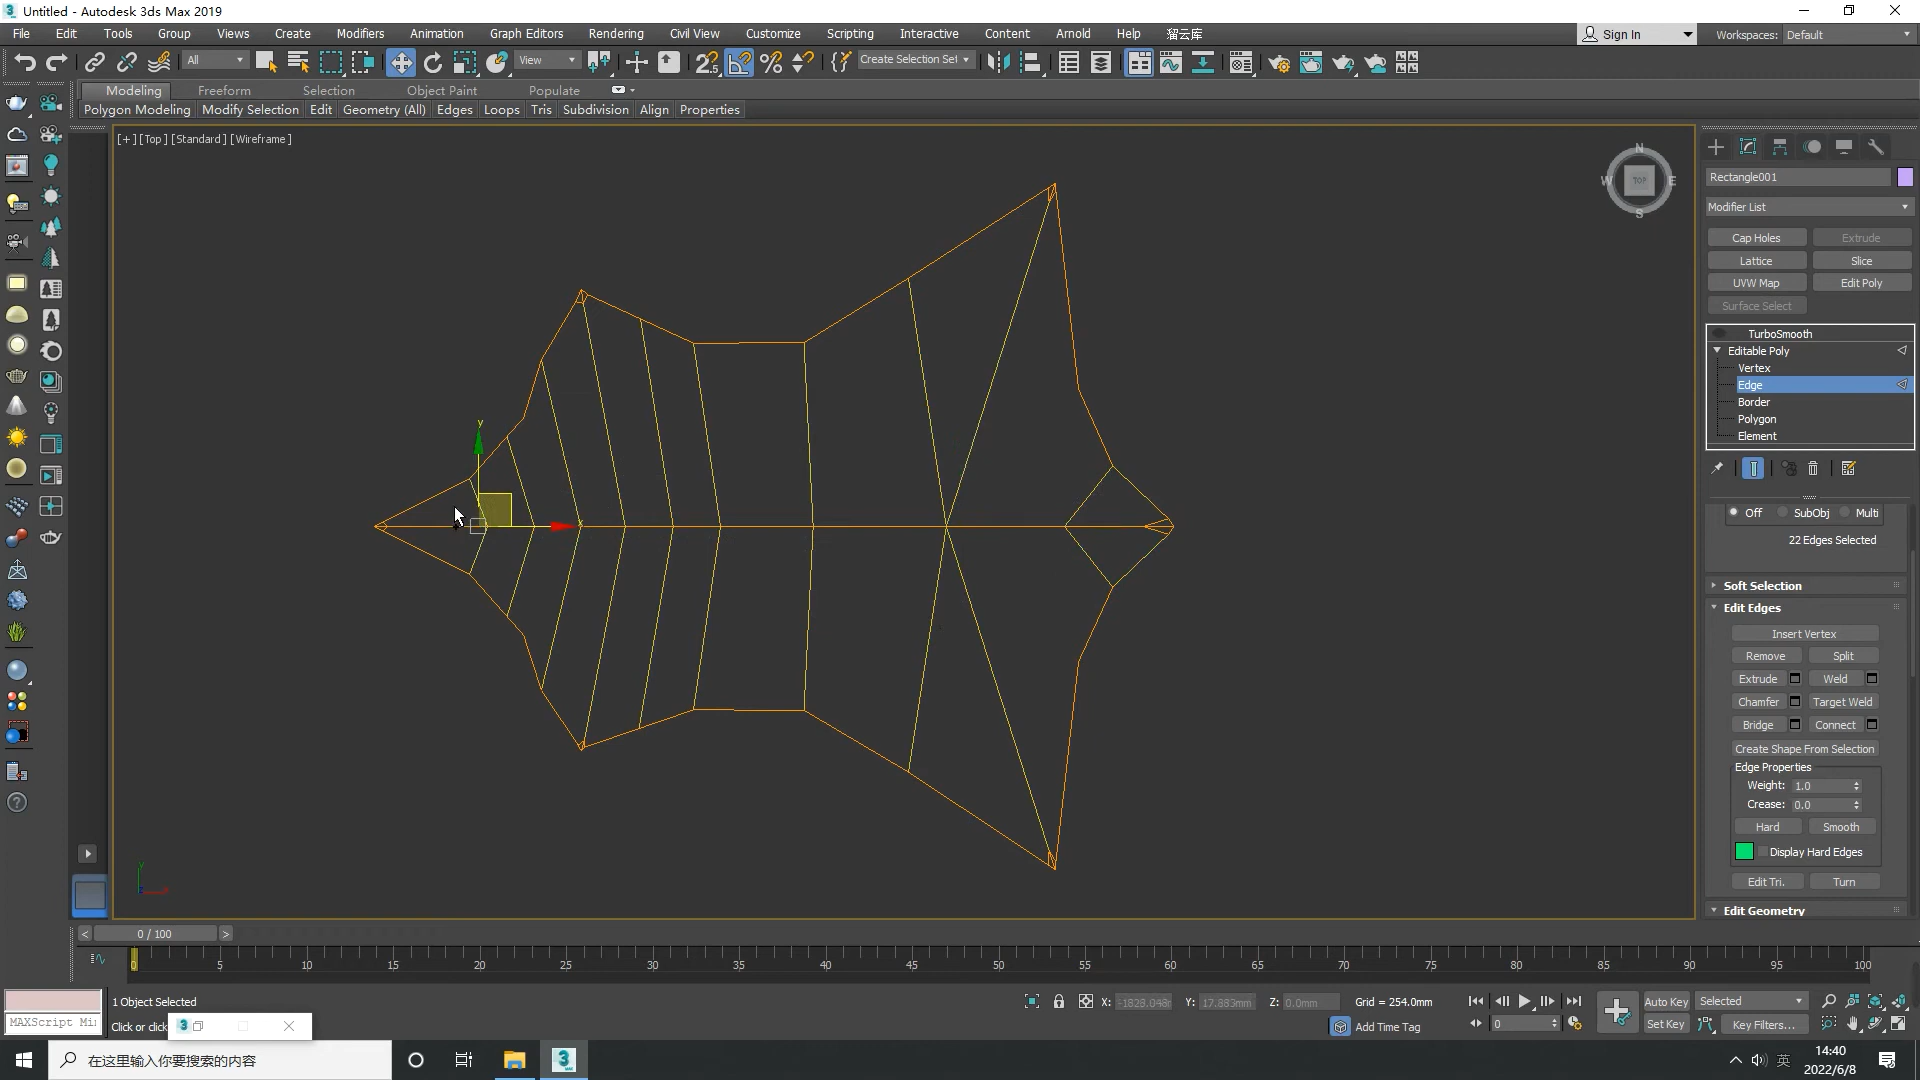 Untitled - Autodesk 3ds Max 2019
File Edit Tools Group Views Create Modifiers Animation Graph Editors Rendering Civil View Customize Scripting Interactive Content Arnold Help 溜云库
Sign In
Workspaces: Default
All
View
Create Selection Set
Modeling Freeform Selection Object Paint Populate
Polygon Modeling Modify Selection Edit Geometry (All) Edges Loops Tris Subdivision Align Properties
[+] [Top] [Standard] [Wireframe]
N
W TOP E
S
y
x
Rectangle001
Modifier List
Cap Holes Extrude
Lattice Slice
UVW Map Edit Poly
Surface Select
TurboSmooth
Editable Poly
Vertex
Edge
Border
Polygon
Element
Off SubObj Multi
22 Edges Selected
Soft Selection
Edit Edges
Insert Vertex
Remove Split
Extrude Weld
Chamfer Target Weld
Bridge Connect
Create Shape From Selection
Edge Properties
Weight: 1.0
Crease: 0.0
Hard Smooth
Display Hard Edges
Edit Tri. Turn
Edit Geometry
< 0 / 100 >
0 5 10 15 20 25 30 35 40 45 50 55 60 65 70 75 80 85 90 95 100
1 Object Selected
X: Y: 17.883mm Z: 0.0mm Grid = 254.0mm
Auto Key Selected
MAXScript Mi
Click or click
3
Add Time Tag
0
Set Key Key Filters...
在这里输入你要搜索的内容
英
14:40
2022/6/8